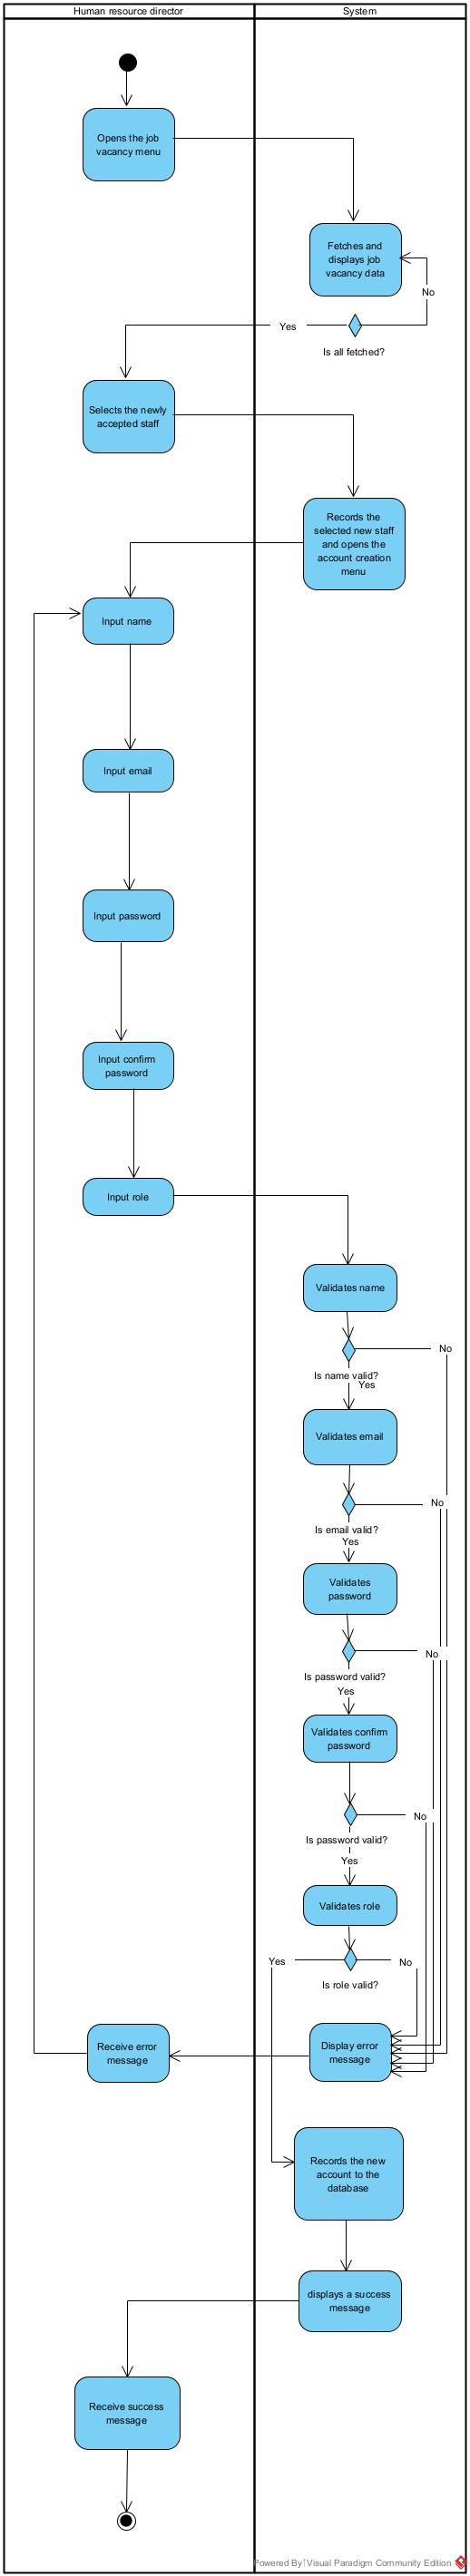 Human resource director
System
Opens the job
vacancy menu
Fetches and
displays job
vacancy data
No
Yes
Is all fetched?
Selects the newly
accepted staff
Records the
selected new staff
and opens the
account creation
menu
Input name
Input email
Input password
Input confirm
password
Input role
Validates name
No
Is name valid?
Yes
Validates email
No
Is email valid?
Yes
Validates
password
No
Is password valid?
Yes
Validates confirm
password
No
Is password valid?
Yes
Validates role
Yes
No
Is role valid?
Receive error
message
Display error
message
Records the new
account to the
database
displays a success
message
Receive success
message
Powered By Visual Paradigm Community Edition